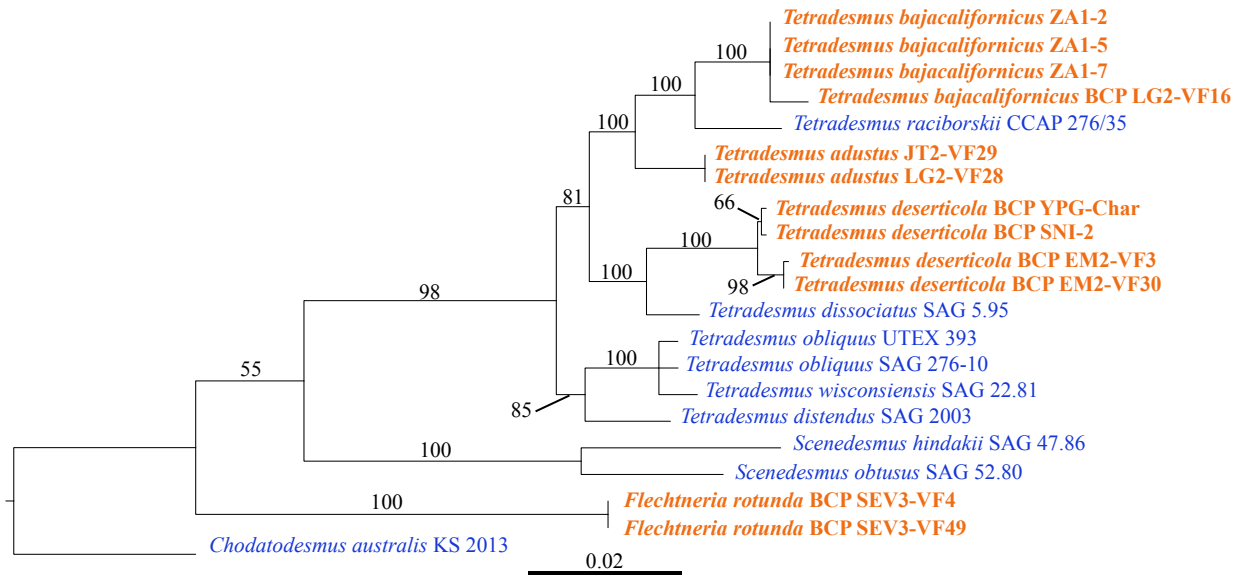 Tetradesmus bajacalifornicus ZA1-2
Tetradesmus bajacalifornicus ZA1-5
100
Tetradesmus bajacalifornicus ZA1-7
100
Tetradesmus bajacalifornicus BCP LG2-VF16
100
Tetradesmus raciborskii CCAP 276/35
Tetradesmus adustus JT2-VF29
Tetradesmus adustus LG2-VF28
81
66
Tetradesmus deserticola BCP YPG-Char
Tetradesmus deserticola BCP SNI-2
100
Tetradesmus deserticola BCP EM2-VF3
100
98
Tetradesmus deserticola BCP EM2-VF30
98
Tetradesmus dissociatus SAG 5.95
Tetradesmus obliquus UTEX 393
100
Tetradesmus obliquus SAG 276-10
55
Tetradesmus wisconsiensis SAG 22.81
85
Tetradesmus distendus SAG 2003
Scenedesmus hindakii SAG 47.86
100
Scenedesmus obtusus SAG 52.80
100
Flechtneria rotunda BCP SEV3-VF4
Flechtneria rotunda BCP SEV3-VF49
Chodatodesmus australis KS 2013
0.02